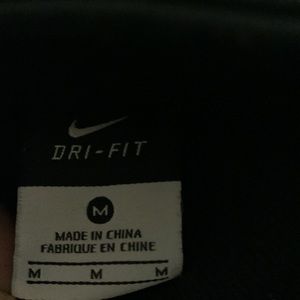 DRI-FIT
M
MADE IN CHINA
FABRIQUE EN CHINE
M M M